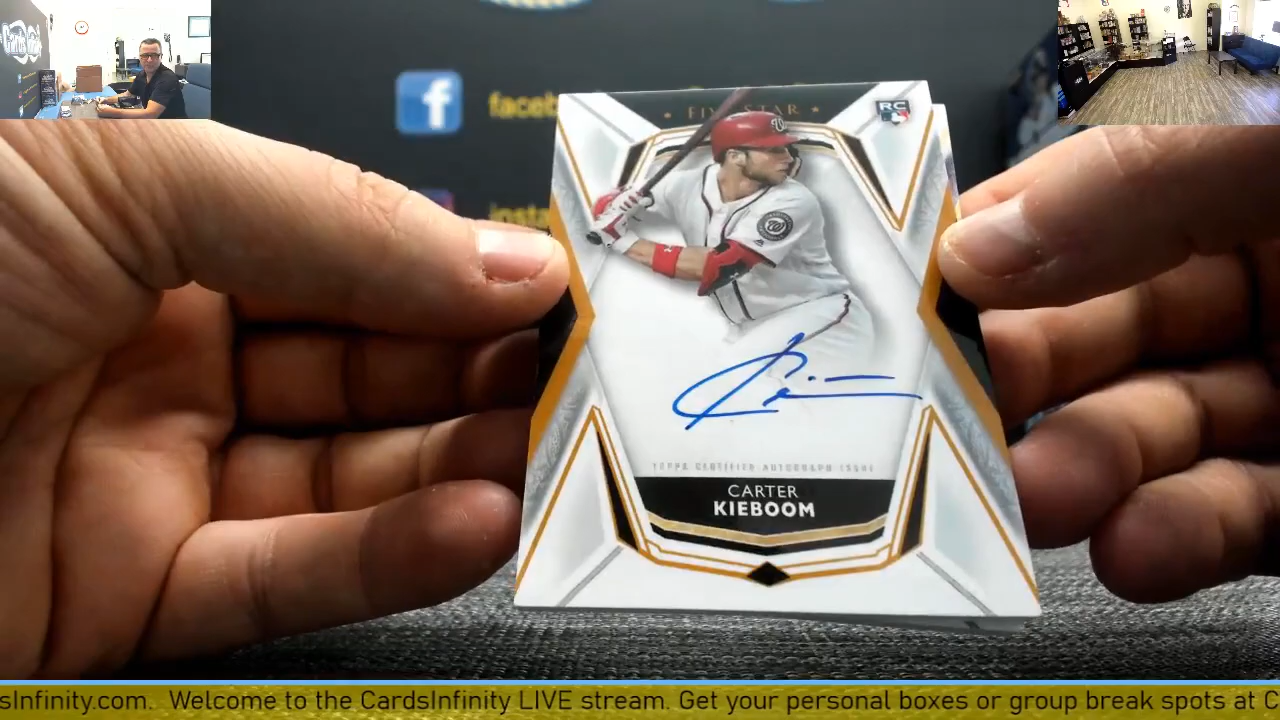 faceb
insta
FIVE STAR
RC
W
W
TOPPS CERTIFIED AUTOGRAPH ISSUE
CARTER
KIEBOOM
sInfinity.com. Welcome to the CardsInfinity LIVE stream. Get your personal boxes or group break spots at C